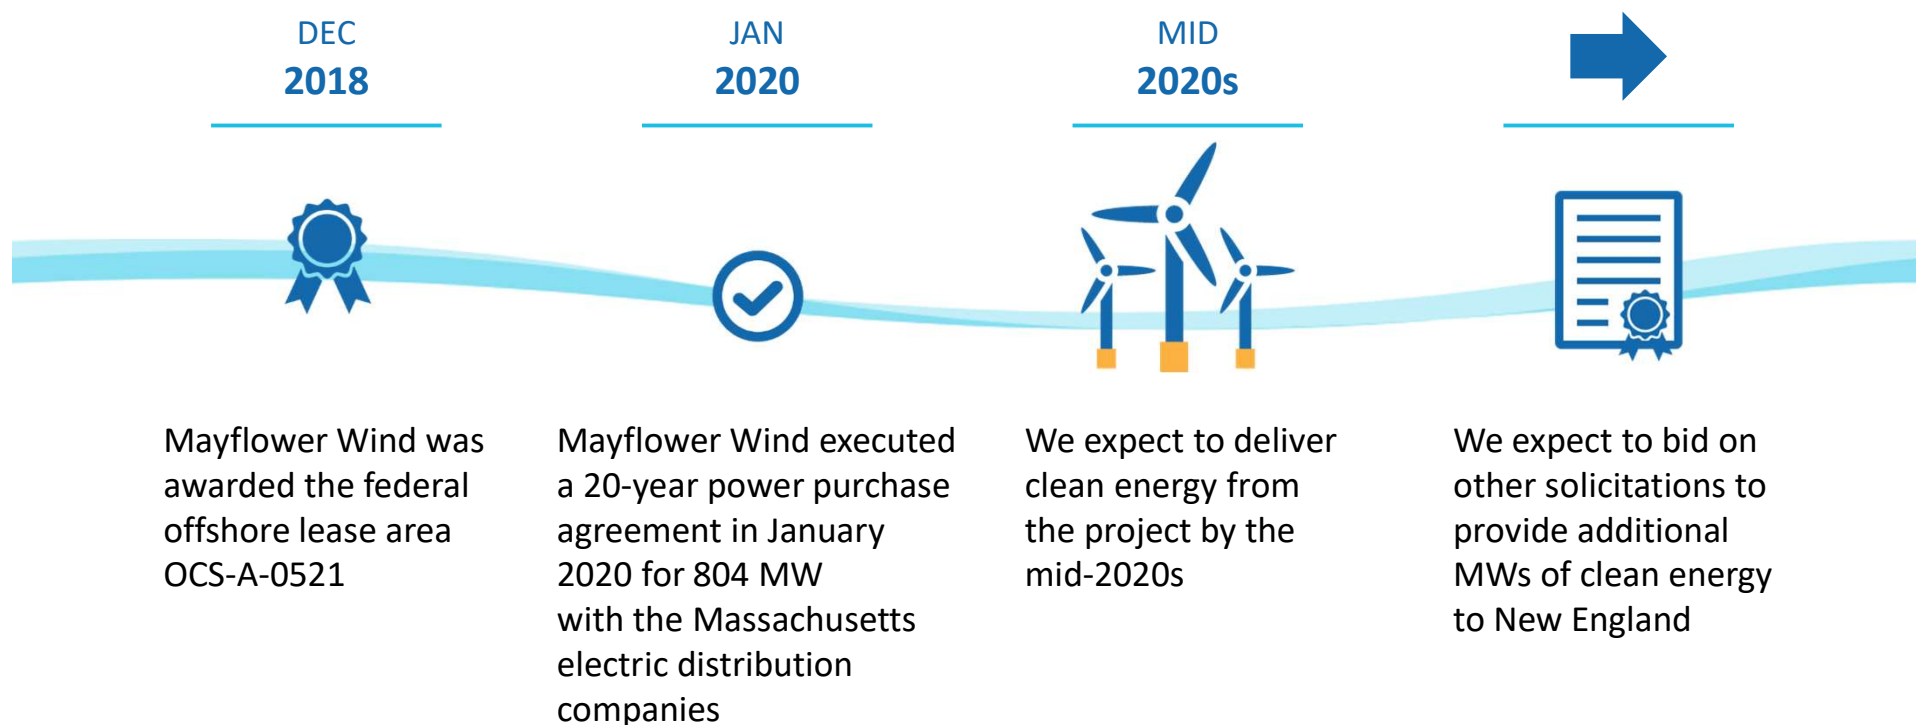 DEC
2018
JAN
2020
MID
2020s
Mayflower Wind was
awarded the federal
offshore lease area
OCS-A-0521
Mayflower Wind executed
a 20-year power purchase
agreement in January
2020 for 804 MW
with the Massachusetts
electric distribution
companies
We expect to deliver
clean energy from
the project by the
mid-2020s
We expect to bid on
other solicitations to
provide additional
MWs of clean energy
to New England